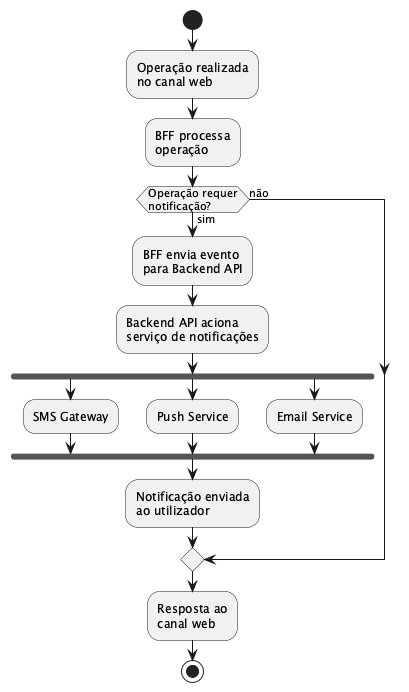 Operação realizada
no canal web
BFF processa
operação
Operação requer
notificação?
não
sim
BFF envia evento
para Backend API
Backend API aciona
serviço de notificações
SMS Gateway
Push Service
Email Service
Notificação enviada
ao utilizador
Resposta ao
canal web